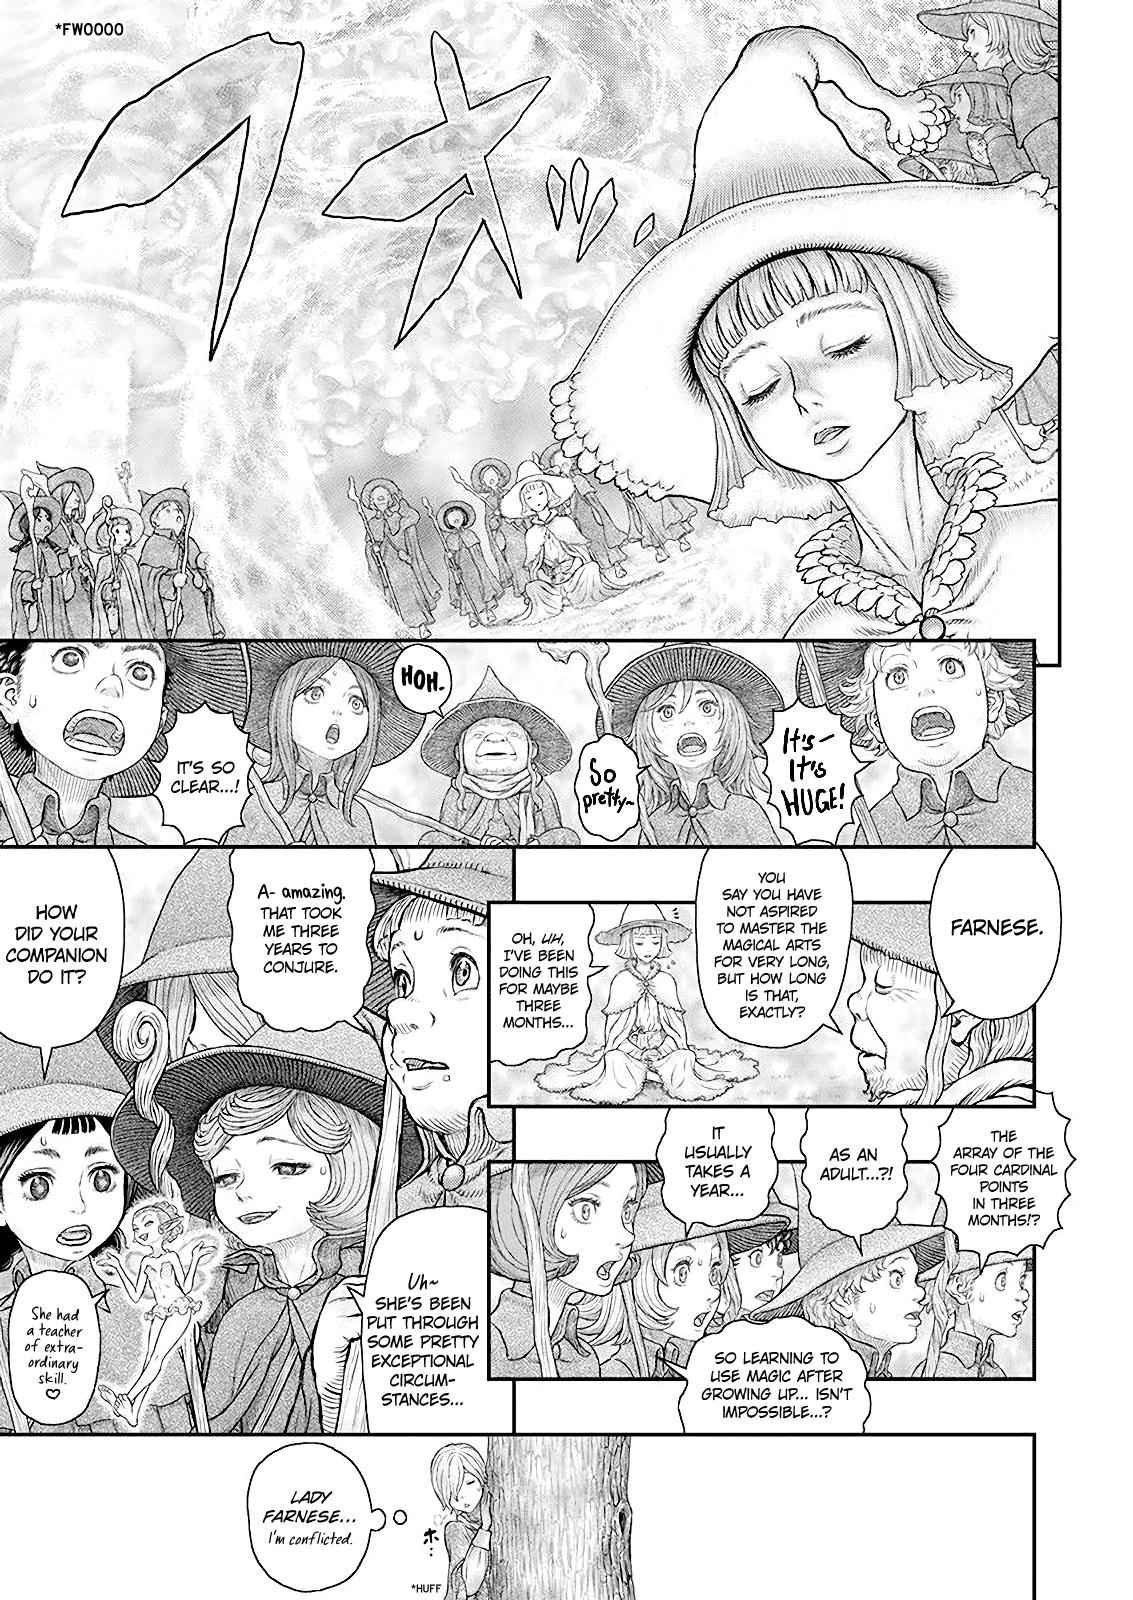 *FWOOOO
フオッ
It's-
It's
HUGE!
So
pretty~
HOH.
IT'S SO
CLEAR...!
FARNESE.
YOU
SAY YOU HAVE
NOT ASPIRED
TO MASTER THE
MAGICAL ARTS
FOR VERY LONG,
BUT HOW LONG
IS THAT,
EXACTLY?
OH, UH,
I'VE BEEN
DOING THIS
FOR MAYBE
THREE
MONTHS...
THE
ARRAY OF THE
FOUR CARDINAL
POINTS
IN THREE
MONTHS!?
AS AN
ADULT...?!
IT
USUALLY
TAKES A
YEAR...
SO LEARNING TO
USE MAGIC AFTER
GROWING UP... ISN'T
IMPOSSIBLE...?
A- amazing.
THAT TOOK
ME THREE
YEARS TO
CONJURE.
HOW
DID YOUR
COMPANION
DO IT?
Uh~
SHE'S BEEN
PUT THROUGH
SOME PRETTY
EXCEPTIONAL
CIRCUM-
STANCES...
She had
a teacher
of extra-
ordinary
skill.
♡
LADY
FARNESE...
I'm conflicted.
ホ…
*HUFF